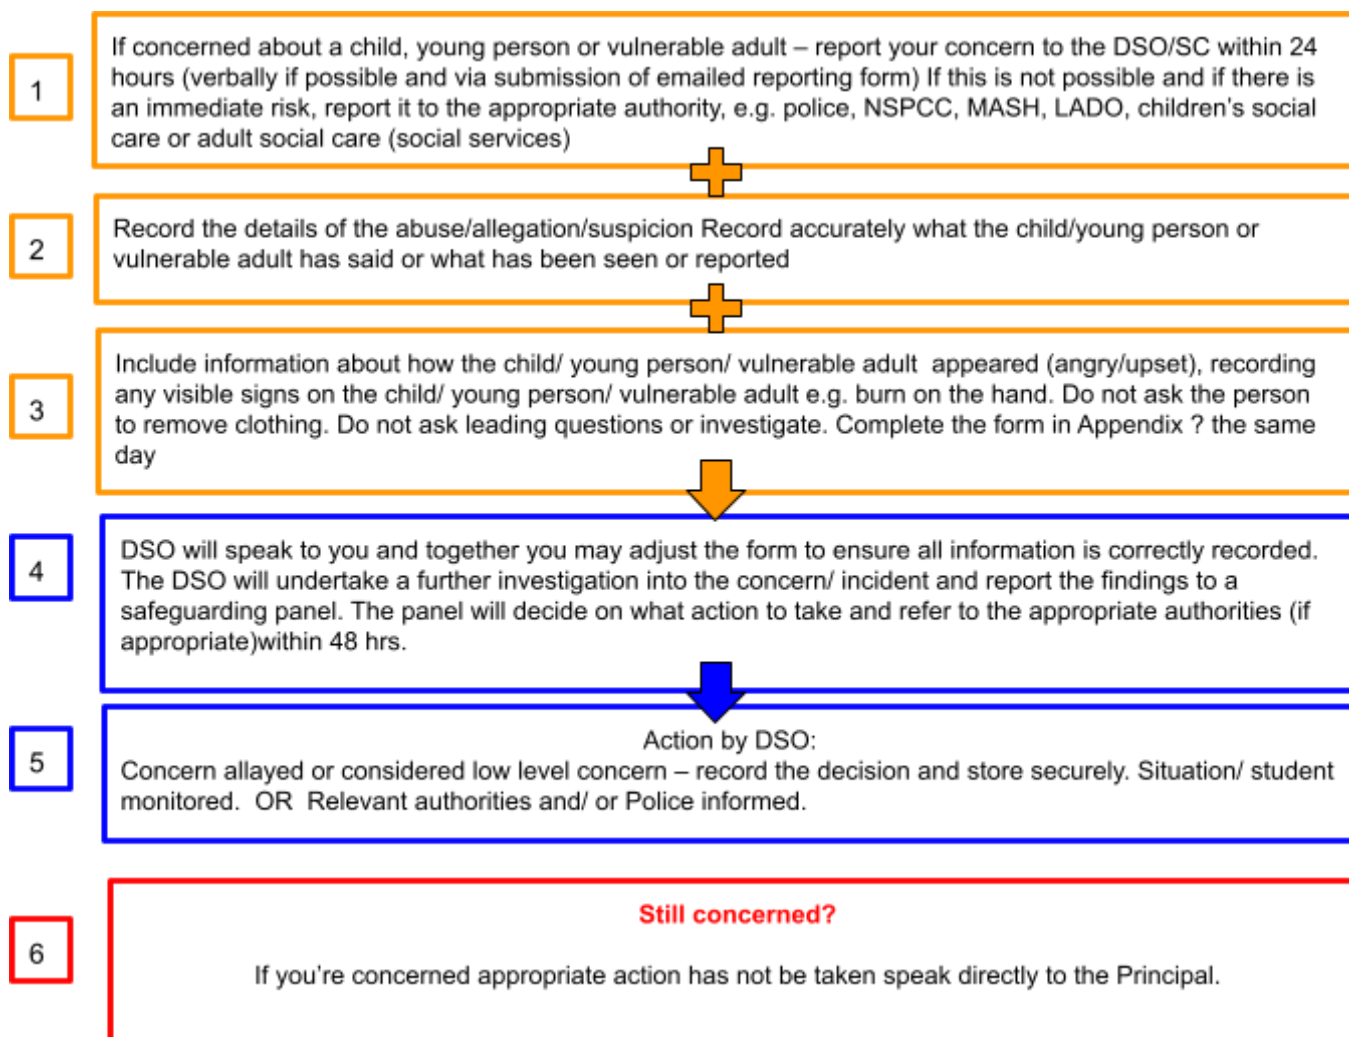 1
If concerned about a child, young person or vulnerable adult – report your concern to the DSO/SC within 24
hours (verbally if possible and via submission of emailed reporting form) If this is not possible and if there is
an immediate risk, report it to the appropriate authority, e.g. police, NSPCC, MASH, LADO, children's social
care or adult social care (social services)
2
Record the details of the abuse/allegation/suspicion Record accurately what the child/young person or
vulnerable adult has said or what has been seen or reported
3
Include information about how the child/ young person/ vulnerable adult  appeared (angry/upset), recording
any visible signs on the child/ young person/ vulnerable adult e.g. burn on the hand. Do not ask the person
to remove clothing. Do not ask leading questions or investigate. Complete the form in Appendix ? the same
day
4
DSO will speak to you and together you may adjust the form to ensure all information is correctly recorded.
The DSO will undertake a further investigation into the concern/ incident and report the findings to a
safeguarding panel. The panel will decide on what action to take and refer to the appropriate authorities (if
appropriate)within 48 hrs.
5
Action by DSO:
Concern allayed or considered low level concern – record the decision and store securely. Situation/ student
monitored.  OR  Relevant authorities and/ or Police informed.
6
Still concerned?
If you're concerned appropriate action has not be taken speak directly to the Principal.